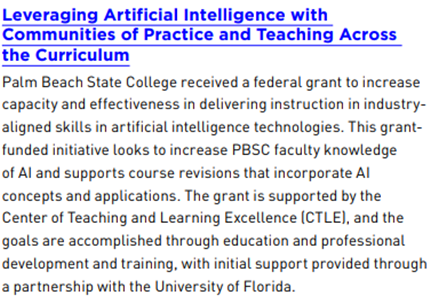 Leveraging Artificial Intelligence with
Communities of Practice and Teaching Across
the Curriculum
Palm Beach State College received a federal grant to increase
capacity and effectiveness in delivering instruction in industry-
aligned skills in artificial intelligence technologies. This grant-
funded initiative looks to increase PBSC faculty knowledge
of AI and supports course revisions that incorporate AI
concepts and applications. The grant is supported by the
Center of Teaching and Learning Excellence (CTLE), and the
goals are accomplished through education and professional
development and training, with initial support provided through
a partnership with the University of Florida.